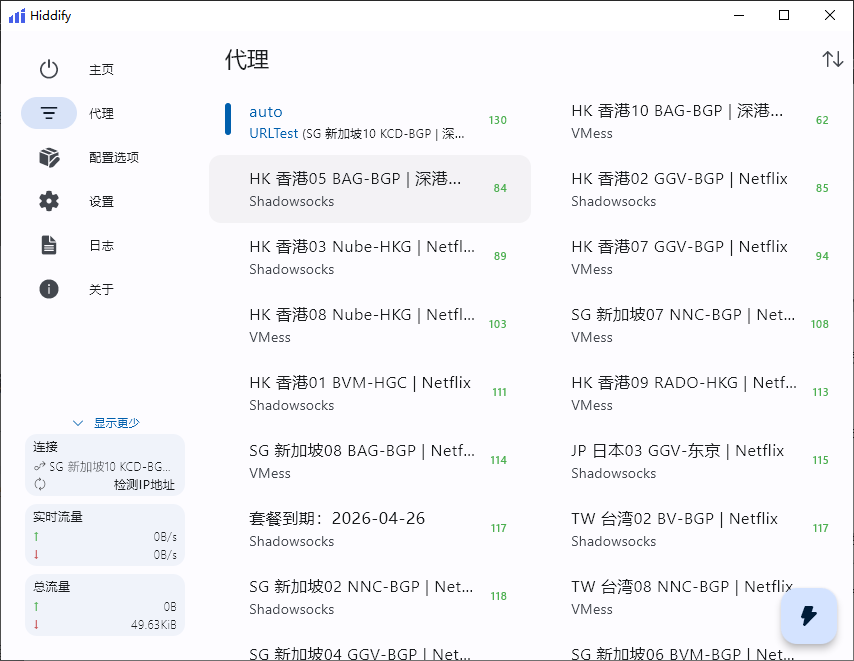 Hiddify
主页
代理
配置选项
设置
日志
关于
显示更少
连接
SG 新加坡10 KCD-BG...
检测IP地址
实时流量
↑ 0B/s
↓ 0B/s
总流量
↑ 0B
↓ 49.63KiB
代理
auto
URLTest (SG 新加坡10 KCD-BGP | 深...
130
HK 香港10 BAG-BGP | 深港...
VMess
62
HK 香港05 BAG-BGP | 深港...
Shadowsocks
84
HK 香港02 GGV-BGP | Netflix
Shadowsocks
85
HK 香港03 Nube-HKG | Netfl...
Shadowsocks
89
HK 香港07 GGV-BGP | Netflix
VMess
94
HK 香港08 Nube-HKG | Netfl...
VMess
103
SG 新加坡07 NNC-BGP | Net...
VMess
108
HK 香港01 BVM-HGC | Netflix
Shadowsocks
111
HK 香港09 RADO-HKG | Netf...
VMess
113
SG 新加坡08 BAG-BGP | Netf...
VMess
114
JP 日本03 GGV-东京 | Netflix
Shadowsocks
115
套餐到期：2026-04-26
Shadowsocks
117
TW 台湾02 BV-BGP | Netflix
Shadowsocks
117
SG 新加坡02 NNC-BGP | Net...
Shadowsocks
118
TW 台湾08 NNC-BGP | Netflix
VMess
SG 新加坡04 GGV-BGP | Net...
SG 新加坡06 BVM-BGP | Net...